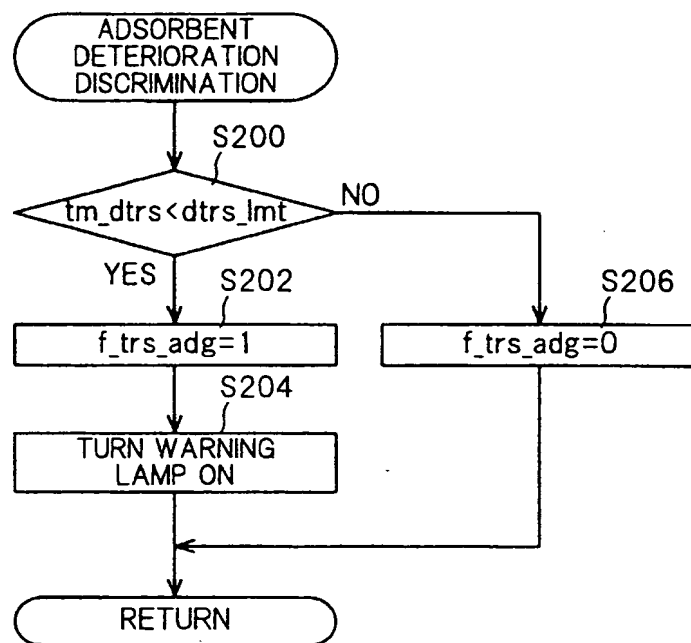 ADSORBENT
DETERIORATION
DISCRIMINATION
S200
tm_dtrs<dtrs_lmt
NO
YES
S202
S206
f_trs_adg=1
f_trs_adg=0
S204
TURN WARNING
LAMP ON
RETURN